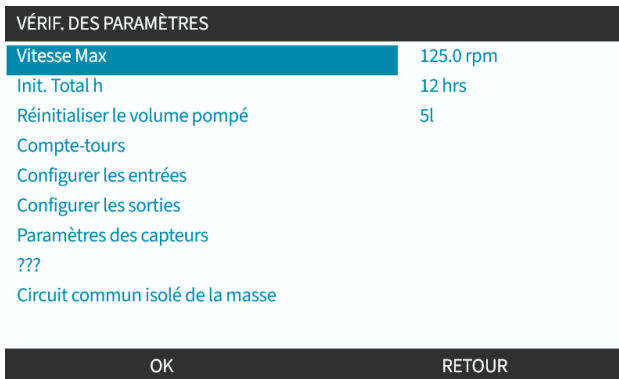 VÉRIF. DES PARAMÈTRES
Vitesse Max 125.0 rpm
Init. Total h 12 hrs
Réinitialiser le volume pompé 5l
Compte-tours
Configurer les entrées
Configurer les sorties
Paramètres des capteurs
???
Circuit commun isolé de la masse
OK RETOUR